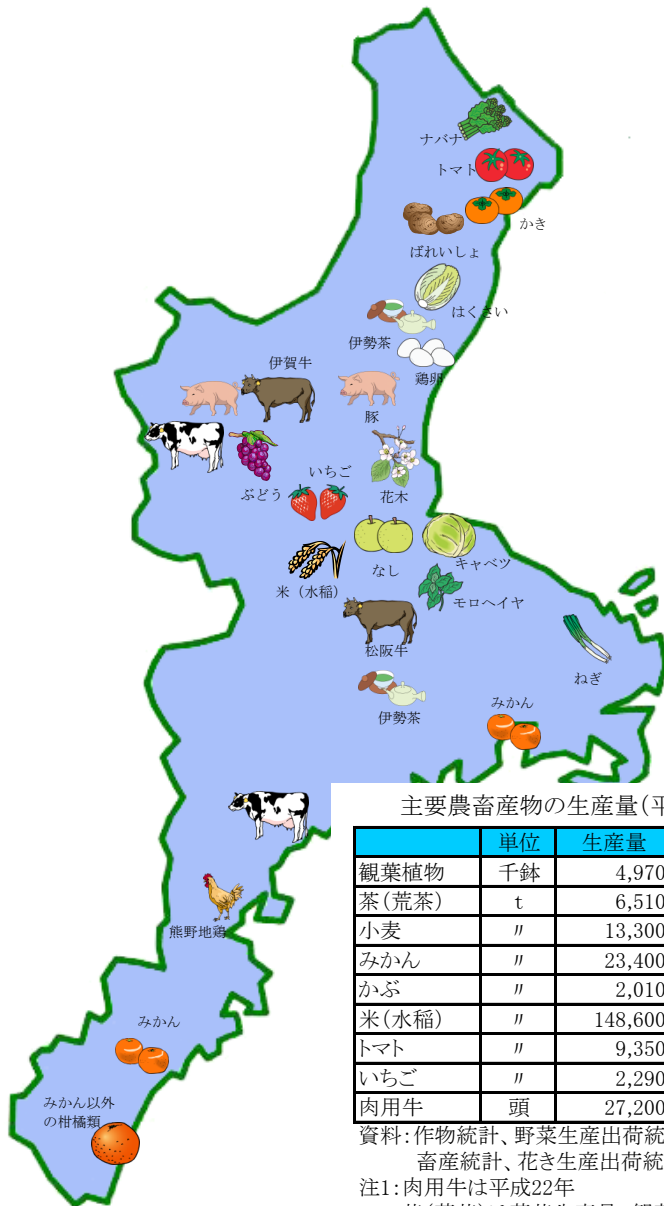 ナバナ
トマト
かき
ばれいしょ
はくさい
伊勢茶
鶏卵
伊賀牛
豚
いちご
ぶどう
花木
なし
キャベツ
米（水稲）
モロヘイヤ
松阪牛
ねぎ
伊勢茶
みかん
熊野地鶏
みかん
みかん以外
の柑橘類
主要農畜産物の生産量(平
単位 生産量
観葉植物 千鉢 4,970
茶(荒茶) t 6,510
小麦 〃 13,300
みかん 〃 23,400
かぶ 〃 2,010
米(水稲) 〃 148,600
トマト 〃 9,350
いちご 〃 2,290
肉用牛 頭 27,200
資料:作物統計、野菜生産出荷統
畜産統計、花き生産出荷統
注1:肉用牛は平成22年